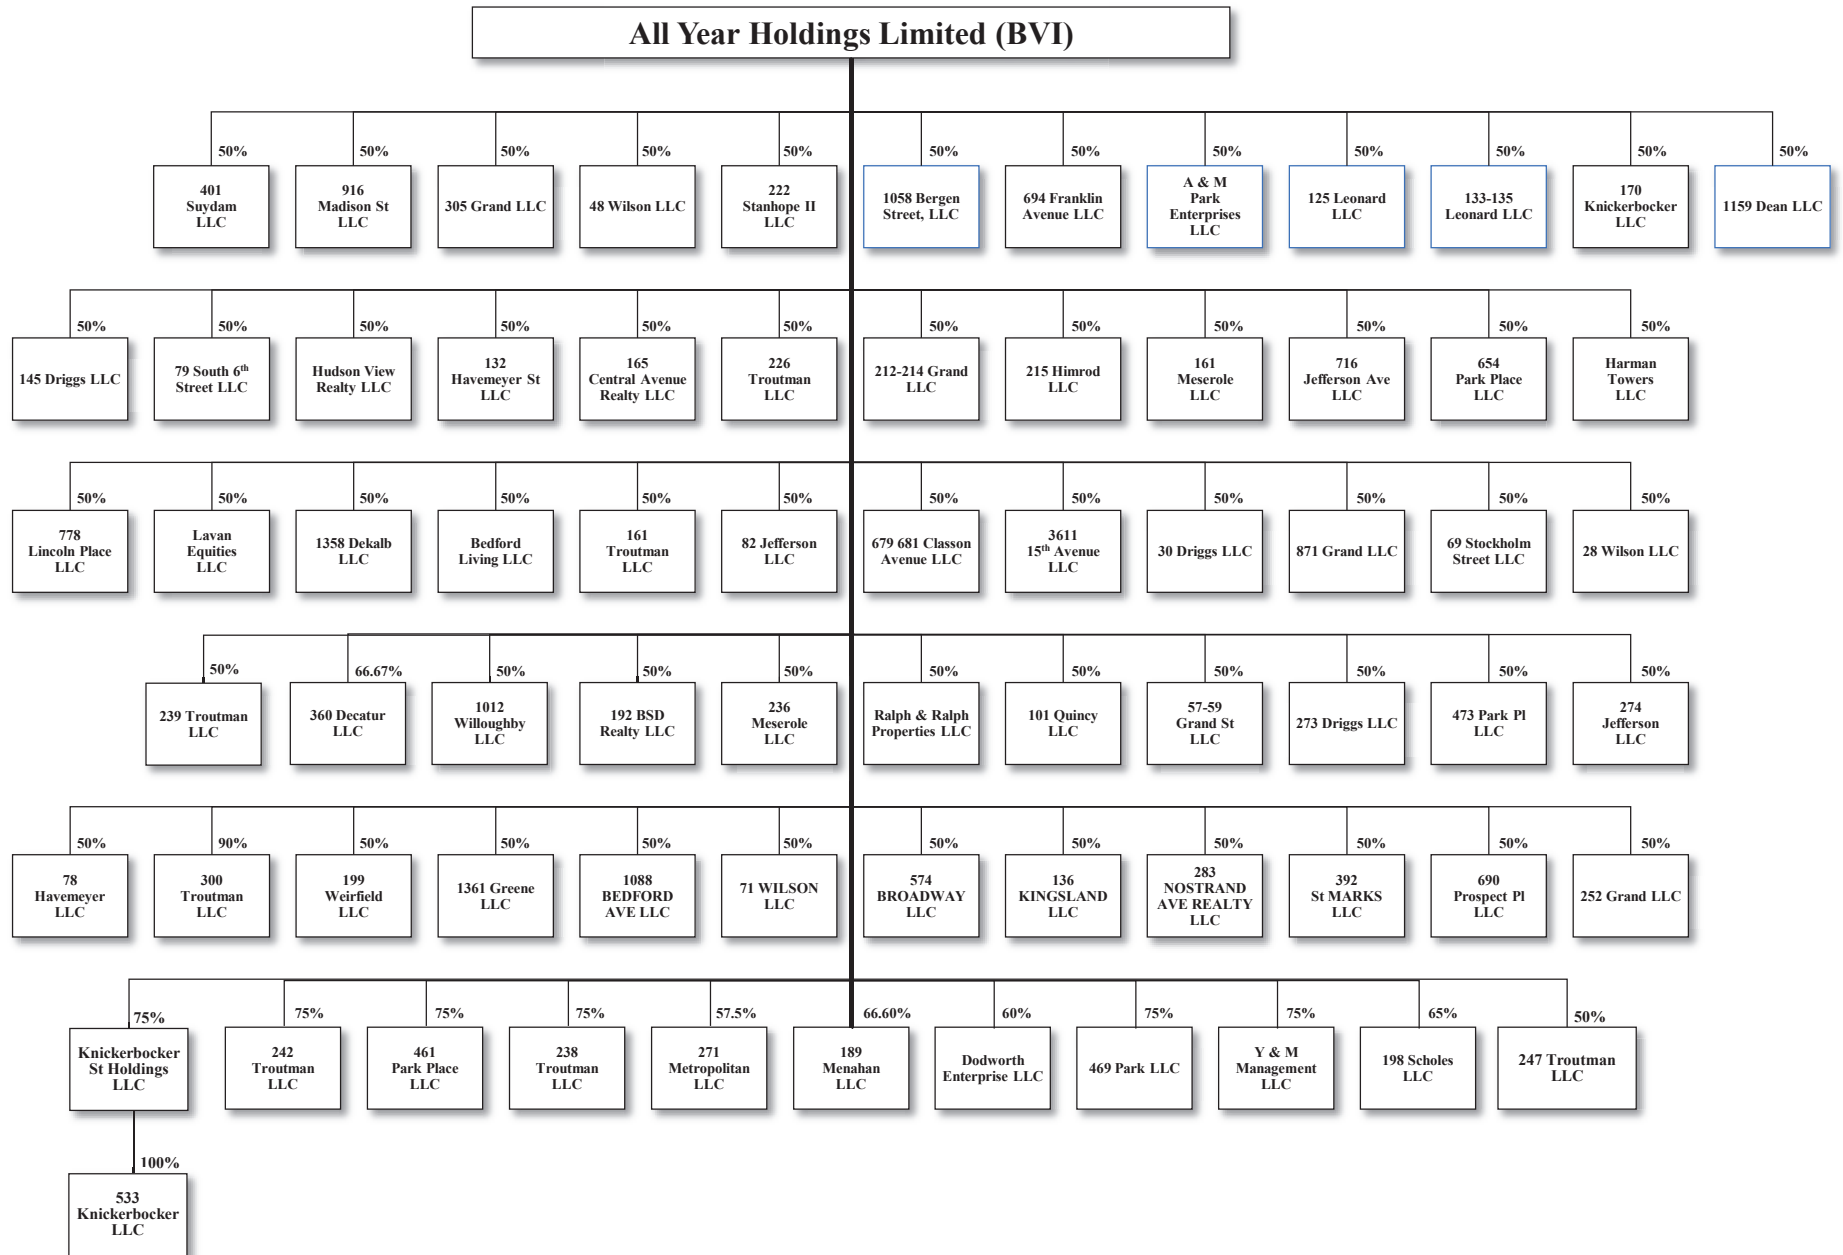 All Year Holdings Limited (BVI)
50%
50%
50%
50%
50%
50%
50%
50%
50%
50%
50%
50%
401
Suydam
LLC
916
Madison St
LLC
305 Grand LLC
48 Wilson LLC
222
Stanhope II
LLC
1058 Bergen
Street, LLC
694 Franklin
Avenue LLC
A & M
Park
Enterprises
LLC
125 Leonard
LLC
133-135
Leonard LLC
170
Knickerbocker
LLC
1159 Dean LLC
50%
50%
50%
50%
50%
50%
50%
50%
50%
50%
50%
50%
145 Driggs LLC
79 South 6th
Street LLC
Hudson View
Realty LLC
132
Havemeyer St
LLC
165
Central Avenue
Realty LLC
226
Troutman
LLC
212-214 Grand
LLC
215 Himrod
LLC
161
Meserole
LLC
716
Jefferson Ave
LLC
654
Park Place
LLC
Harman
Towers
LLC
50%
50%
50%
50%
50%
50%
50%
50%
50%
50%
50%
50%
778
Lincoln Place
LLC
Lavan
Equities
LLC
1358 Dekalb
LLC
Bedford
Living LLC
161
Troutman
LLC
82 Jefferson
LLC
679 681 Classon
Avenue LLC
3611
15th Avenue
LLC
30 Driggs LLC
871 Grand LLC
69 Stockholm
Street LLC
28 Wilson LLC
50%
66.67%
50%
50%
50%
50%
50%
50%
50%
50%
50%
239 Troutman
LLC
360 Decatur
LLC
1012
Willoughby
LLC
192 BSD
Realty LLC
236
Meserole
LLC
Ralph & Ralph
Properties LLC
101 Quincy
LLC
57-59
Grand St
LLC
273 Driggs LLC
473 Park Pl
LLC
274
Jefferson
LLC
50%
90%
50%
50%
50%
50%
50%
50%
50%
50%
50%
50%
78
Havemeyer
LLC
300
Troutman
LLC
199
Weirfield
LLC
1361 Greene
LLC
1088
BEDFORD
AVE LLC
71 WILSON
LLC
574
BROADWAY
LLC
136
KINGSLAND
LLC
283
NOSTRAND
AVE REALTY
LLC
392
St MARKS
LLC
690
Prospect Pl
LLC
252 Grand LLC
75%
75%
75%
75%
57.5%
66.60%
60%
75%
75%
65%
50%
Knickerbocker
St Holdings
LLC
242
Troutman
LLC
461
Park Place
LLC
238
Troutman
LLC
271
Metropolitan
LLC
189
Menahan
LLC
Dodworth
Enterprise LLC
469 Park LLC
Y & M
Management
LLC
198 Scholes
LLC
247 Troutman
LLC
100%
533
Knickerbocker
LLC